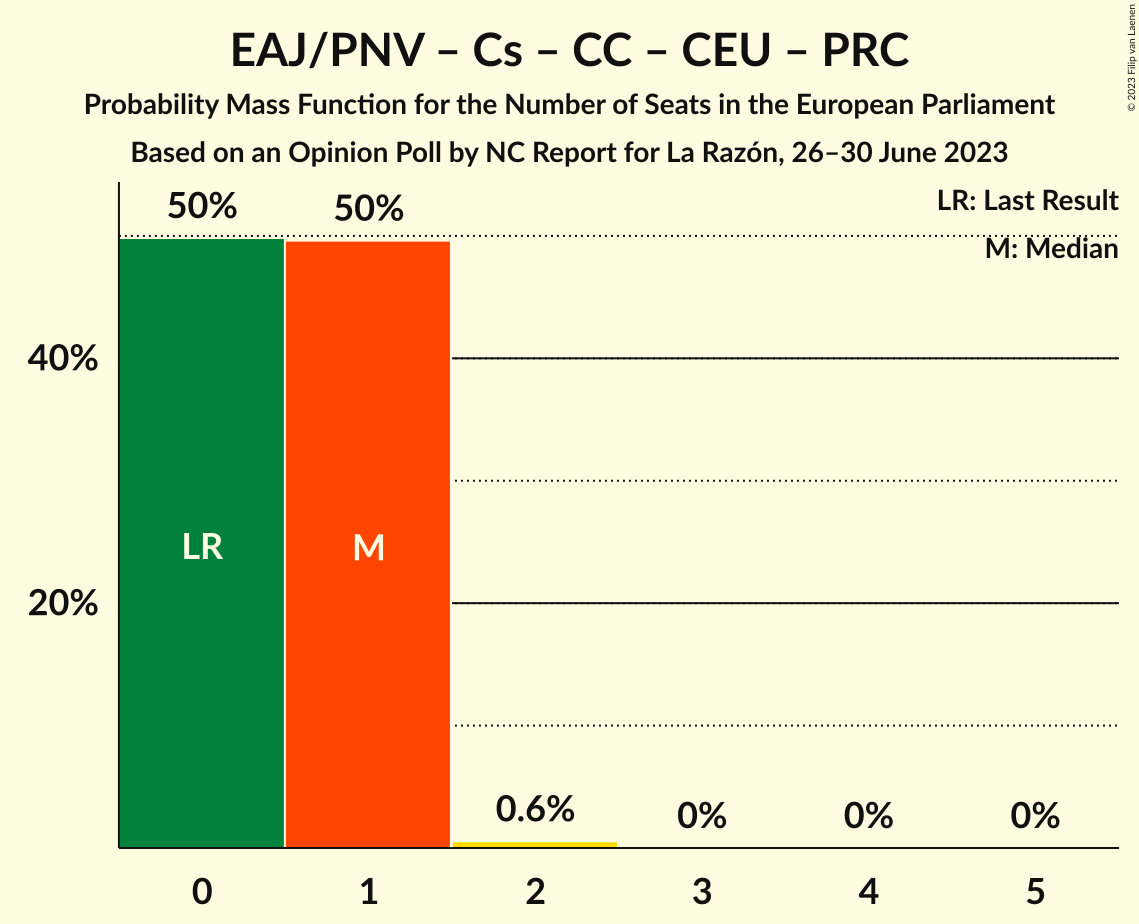 EAJ/PNV – Cs – CC – CEU – PRC
Probability Mass Function for the Number of Seats in the European Parliament
Based on an Opinion Poll by NC Report for La Razón, 26–30 June 2023
© 2023 Filip van Laenen
LR: Last Result
M: Median
50%
50%
40%
20%
LR
M
0.6%
0%
0%
0%
0
1
2
3
4
5